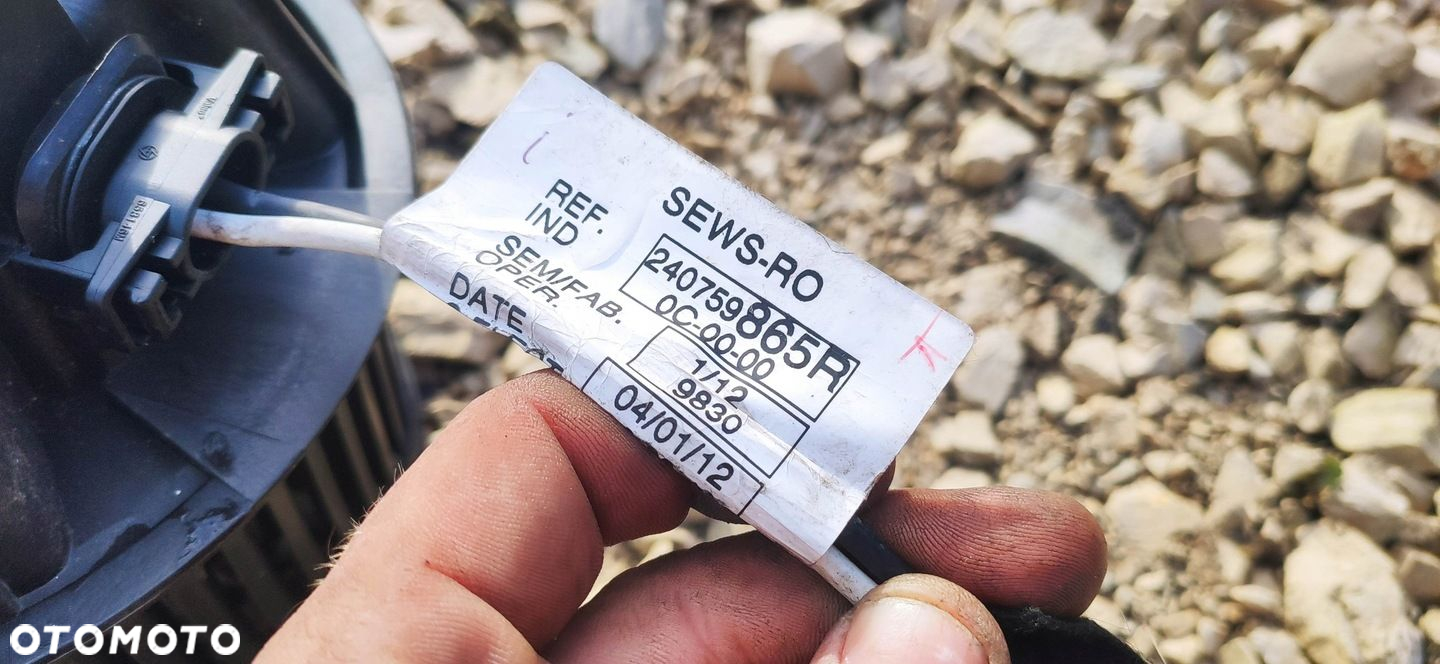 SEWS-RO
REF. 240759865R
IND 0C-00-00
SEM/FAB. 1/12
OPER. 9830
DATE 04/01/12
OTOMOTO